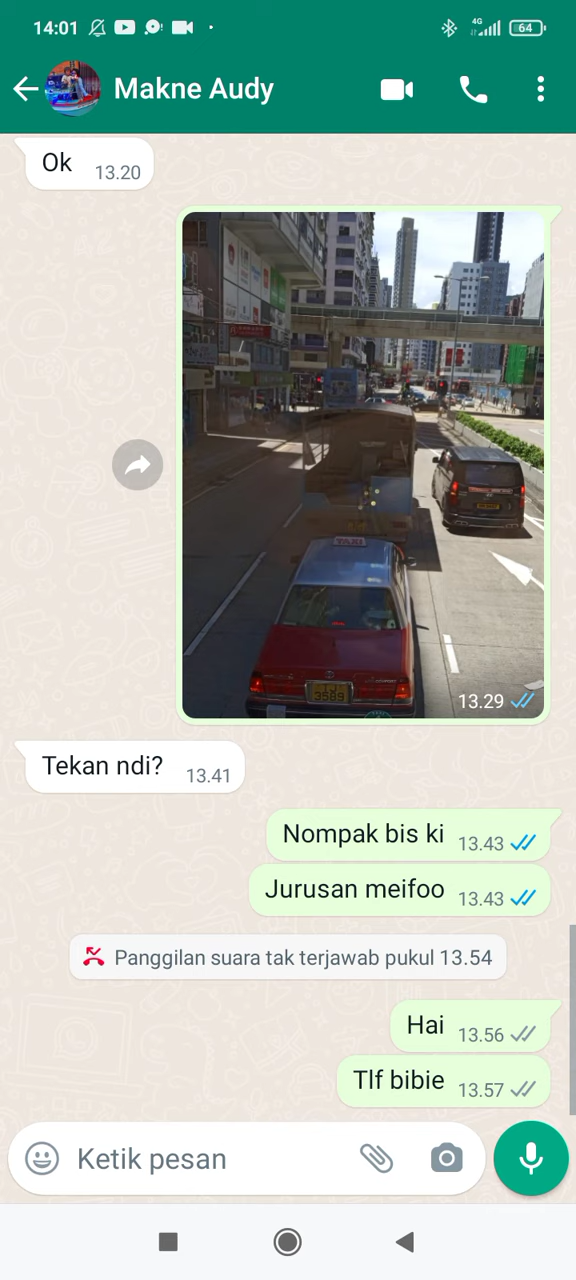 14:01
4G
64
Makne Audy
Ok 13.20
TAXI
3589
13.29
Tekan ndi? 13.41
Nompak bis ki 13.43
Jurusan meifoo 13.43
Panggilan suara tak terjawab pukul 13.54
Hai 13.56
Tlf bibie 13.57
Ketik pesan